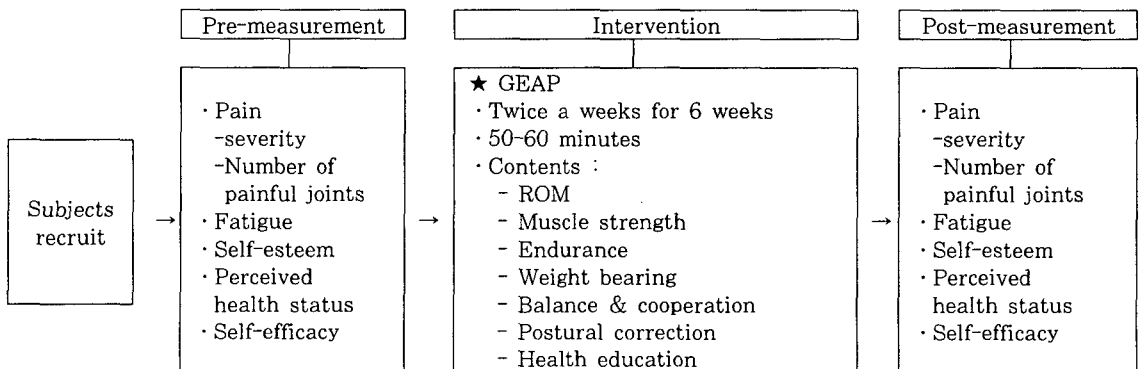 Pre-measurement
Intervention
Post-measurement
Subjects
recruit
→
· Pain
-severity
-Number of
painful joints
· Fatigue
· Self-esteem
· Perceived
health status
· Self-efficacy
→
★ GEAP
· Twice a weeks for 6 weeks
· 50-60 minutes
· Contents :
- ROM
- Muscle strength
- Endurance
- Weight bearing
- Balance & cooperation
- Postural correction
- Health education
→
· Pain
-severity
-Number of
painful joints
· Fatigue
· Self-esteem
· Perceived
health status
· Self-efficacy